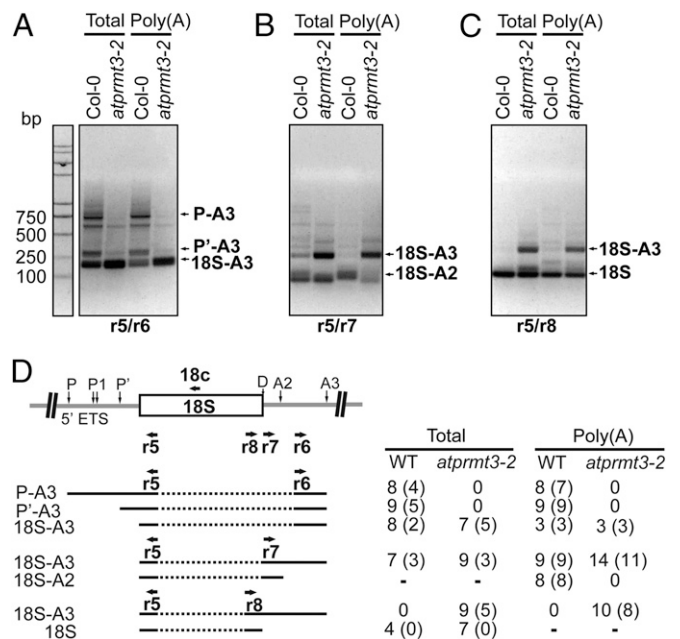 A
B
C
Total Poly(A)
Total Poly(A)
Total Poly(A)
Col-0
atprmt3-2
Col-0
atprmt3-2
Col-0
atprmt3-2
Col-0
atprmt3-2
Col-0
atprmt3-2
Col-0
atprmt3-2
bp
750
500
250
100
P-A3
P'-A3
18S-A3
18S-A3
18S-A2
18S-A3
18S
r5/r6
r5/r7
r5/r8
D
18c
P P1 P' D A2 A3
18S
5' ETS
r5 r8 r7 r6
r5 r6
P-A3
P'-A3
18S-A3
r5 r7
18S-A3
18S-A2
r5 r8
18S-A3
18S
Total Poly(A)
WT atprmt3-2 WT atprmt3-2
8 (4) 0 8 (7) 0
9 (5) 0 9 (9) 0
8 (2) 7 (5) 3 (3) 3 (3)
7 (3) 9 (3) 9 (9) 14 (11)
- - 8 (8) 0
0 9 (5) 0 10 (8)
4 (0) 7 (0) - -